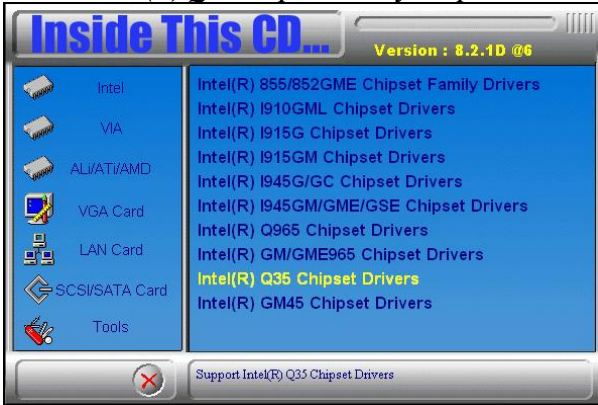 Inside This CD...
Version : 8.2.1D @6
Intel
VIA
ALi/ATi/AMD
VGA Card
LAN Card
SCSI/SATA Card
Tools
Intel(R) 855/852GME Chipset Family Drivers
Intel(R) I910GML Chipset Drivers
Intel(R) I915G Chipset Drivers
Intel(R) I915GM Chipset Drivers
Intel(R) I945G/GC Chipset Drivers
Intel(R) I945GM/GME/GSE Chipset Drivers
Intel(R) Q965 Chipset Drivers
Intel(R) GM/GME965 Chipset Drivers
Intel(R) Q35 Chipset Drivers
Intel(R) GM45 Chipset Drivers
Support Intel(R) Q35 Chipset Drivers